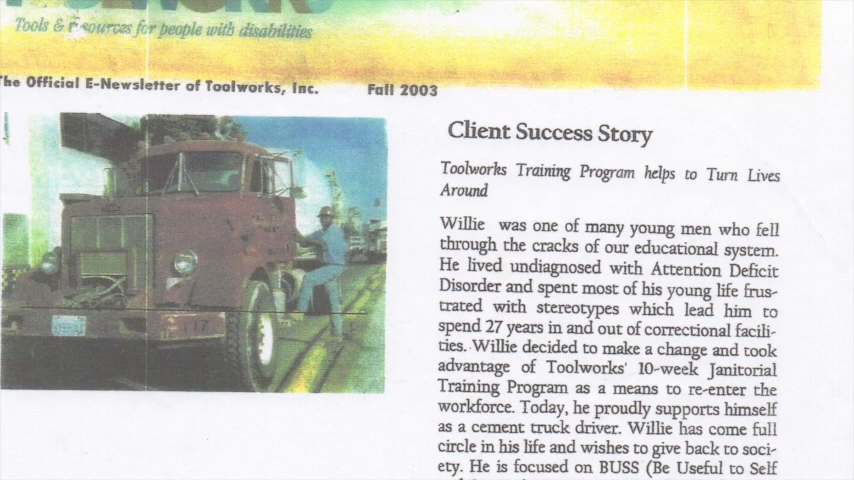 Tools & resources for people with disabilities
The Official E-Newsletter of Toolworks, Inc. Fall 2003
Client Success Story
Toolworks Training Program helps to Turn Lives
Around
Willie was one of many young men who fell
through the cracks of our educational system.
He lived undiagnosed with Attention Deficit
Disorder and spent most of his young life frus-
trated with stereotypes which lead him to
spend 27 years in and out of correctional facili-
ties. Willie decided to make a change and took
advantage of Toolworks' 10-week Janitorial
Training Program as a means to re-enter the
workforce. Today, he proudly supports himself
as a cement truck driver. Willie has come full
circle in his life and wishes to give back to soci-
ety. He is focused on BUSS (Be Useful to Self
117